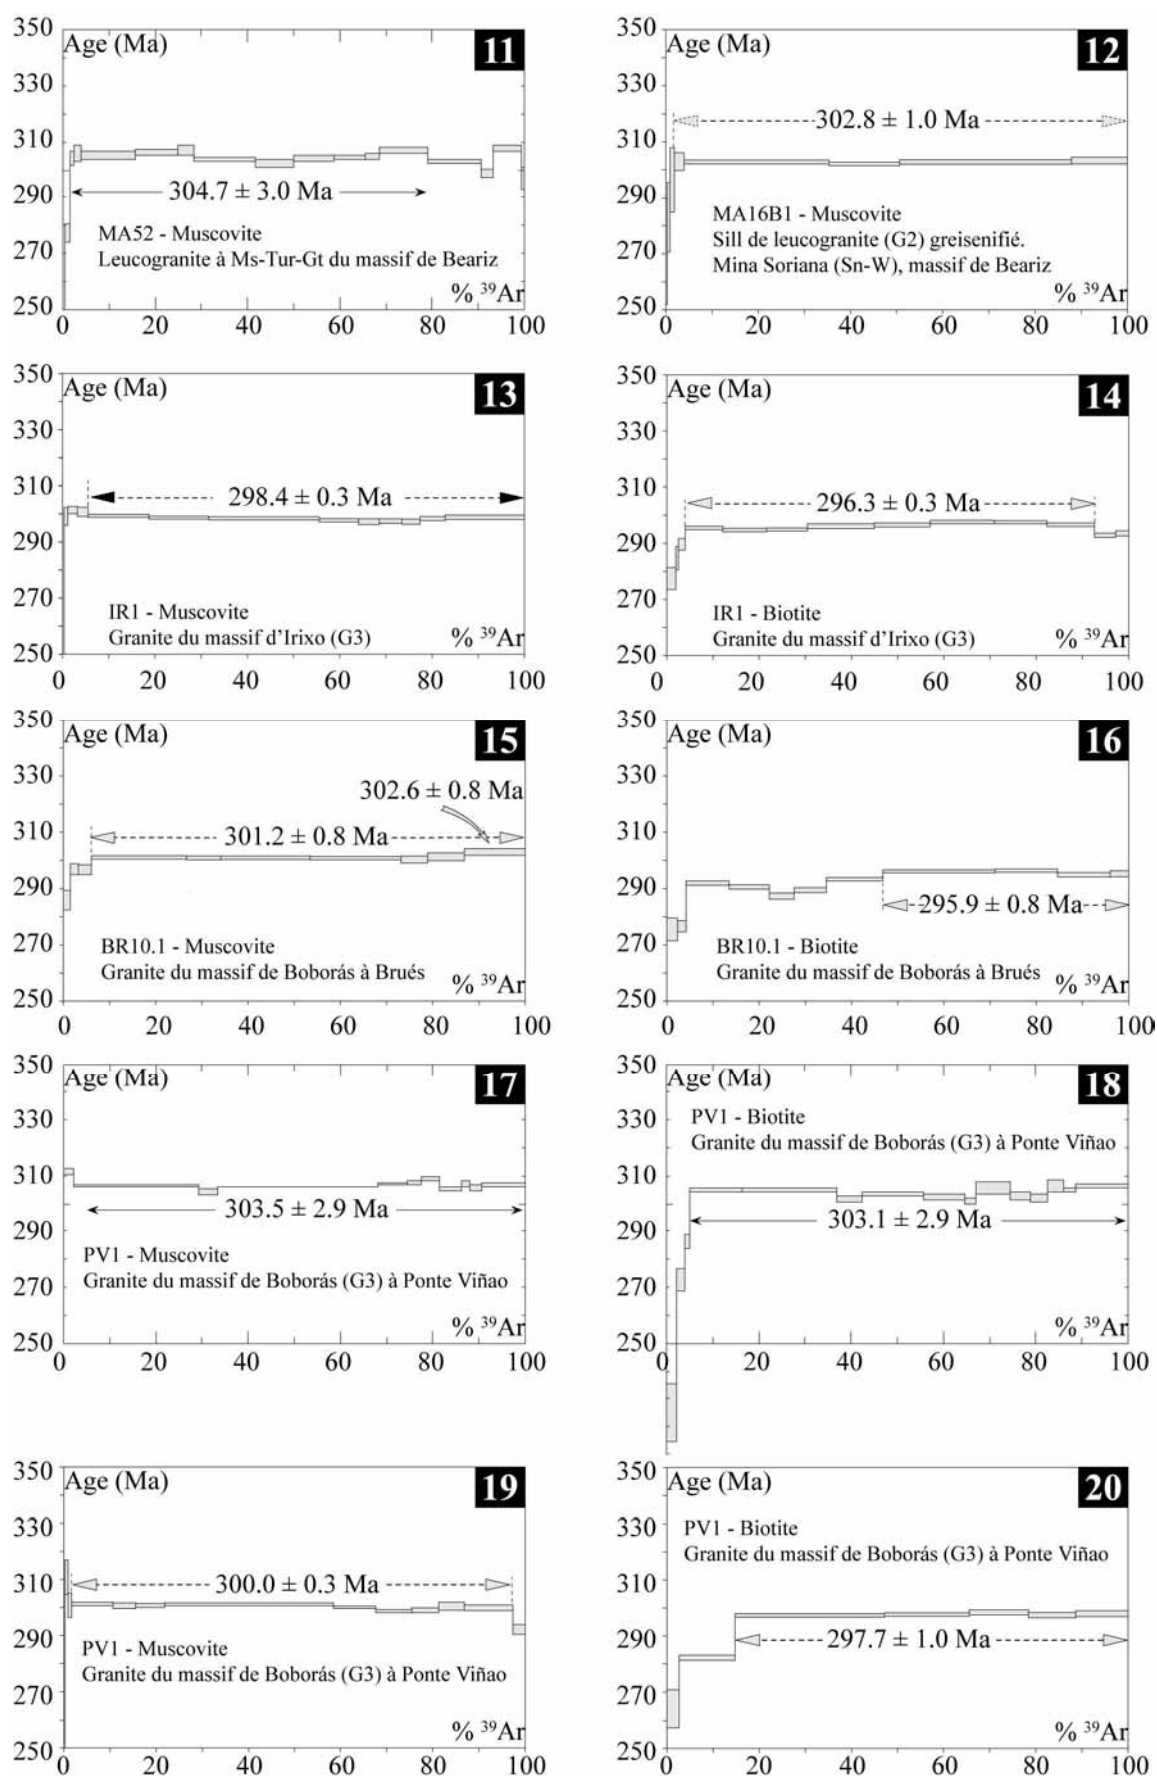 350
Age (Ma)
11
330
310
304.7 ± 3.0 Ma
290
MA52 - Muscovite
270
Leucogranite à Ms-Tur-Gt du massif de Beariz
% ³⁹Ar
250
0 20 40 60 80 100
350
Age (Ma)
12
330
302.8 ± 1.0 Ma
310
290
MA16B1 - Muscovite
Sill de leucogranite (G2) greisenifié.
270
Mina Soriana (Sn-W), massif de Beariz
% ³⁹Ar
250
0 20 40 60 80 100
350
Age (Ma)
13
330
310
298.4 ± 0.3 Ma
290
270
IR1 - Muscovite
Granite du massif d'Irixo (G3)
% ³⁹Ar
250
0 20 40 60 80 100
350
Age (Ma)
14
330
310
296.3 ± 0.3 Ma
290
270
IR1 - Biotite
Granite du massif d'Irixo (G3)
% ³⁹Ar
250
0 20 40 60 80 100
350
Age (Ma)
15
330
302.6 ± 0.8 Ma
310
301.2 ± 0.8 Ma
290
270
BR10.1 - Muscovite
Granite du massif de Boborás à Brués
% ³⁹Ar
250
0 20 40 60 80 100
350
Age (Ma)
16
330
310
290
295.9 ± 0.8 Ma
270
BR10.1 - Biotite
Granite du massif de Boborás à Brués
% ³⁹Ar
250
0 20 40 60 80 100
350
Age (Ma)
17
330
310
303.5 ± 2.9 Ma
290
PV1 - Muscovite
270
Granite du massif de Boborás (G3) à Ponte Viñao
% ³⁹Ar
250
0 20 40 60 80 100
350
Age (Ma)
18
PV1 - Biotite
330
Granite du massif de Boborás (G3) à Ponte Viñao
310
303.1 ± 2.9 Ma
290
270
% ³⁹Ar
250
0 20 40 60 80 100
350
Age (Ma)
19
330
310
300.0 ± 0.3 Ma
290
PV1 - Muscovite
Granite du massif de Boborás (G3) à Ponte Viñao
270
% ³⁹Ar
250
0 20 40 60 80 100
350
Age (Ma)
20
PV1 - Biotite
330
Granite du massif de Boborás (G3) à Ponte Viñao
310
290
297.7 ± 1.0 Ma
270
% ³⁹Ar
250
0 20 40 60 80 100